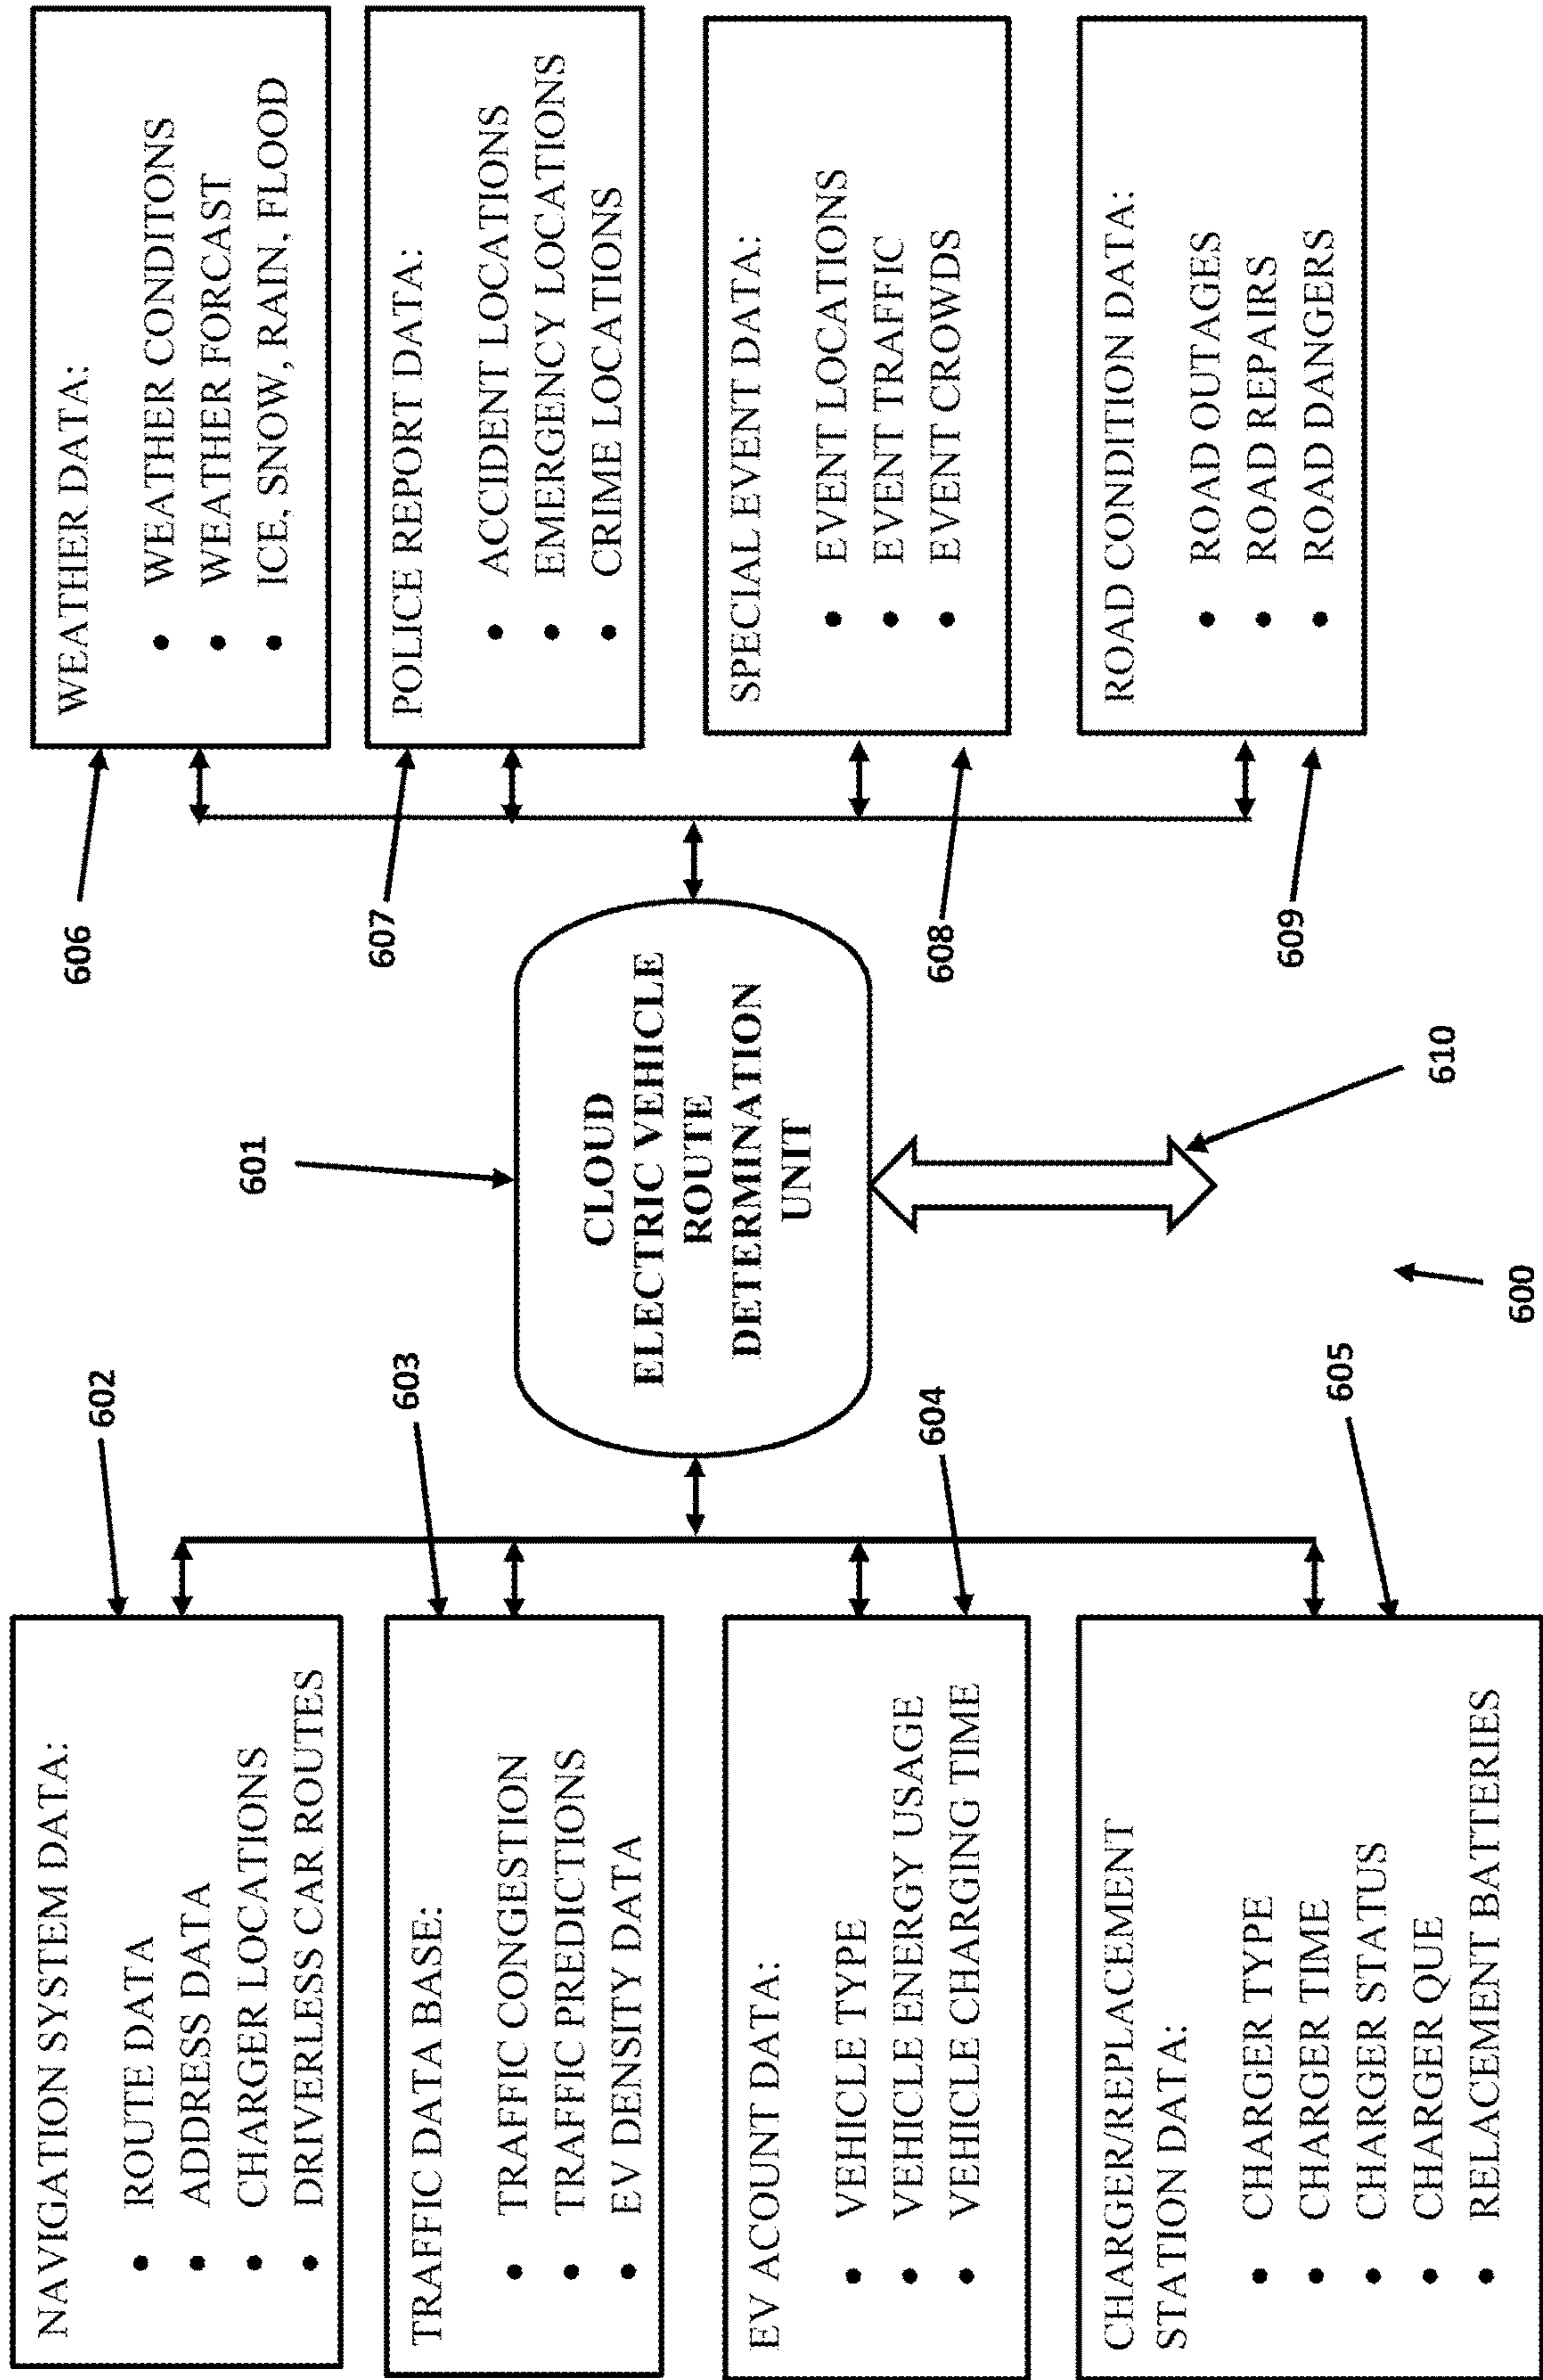 NAVIGATION SYSTEM DATA:
• ROUTE DATA
• ADDRESS DATA
• CHARGER LOCATIONS
• DRIVERLESS CAR ROUTES
602
TRAFFIC DATA BASE:
• TRAFFIC CONGESTION
• TRAFFIC PREDICTIONS
• EV DENSITY DATA
603
EV ACOUNT DATA:
• VEHICLE TYPE
• VEHICLE ENERGY USAGE
• VEHICLE CHARGING TIME
604
CHARGER/REPLACEMENT
STATION DATA:
• CHARGER TYPE
• CHARGER TIME
• CHARGER STATUS
• CHARGER QUE
• RELACEMENT BATTERIES
605
601
CLOUD
ELECTRIC VEHICLE
ROUTE
DETERMINATION
UNIT
610
600
WEATHER DATA:
• WEATHER CONDITONS
• WEATHER FORCAST
• ICE, SNOW, RAIN, FLOOD
606
POLICE REPORT DATA:
• ACCIDENT LOCATIONS
• EMERGENCY LOCATIONS
• CRIME LOCATIONS
607
SPECIAL EVENT DATA:
• EVENT LOCATIONS
• EVENT TRAFFIC
• EVENT CROWDS
608
ROAD CONDITION DATA:
• ROAD OUTAGES
• ROAD REPAIRS
• ROAD DANGERS
609